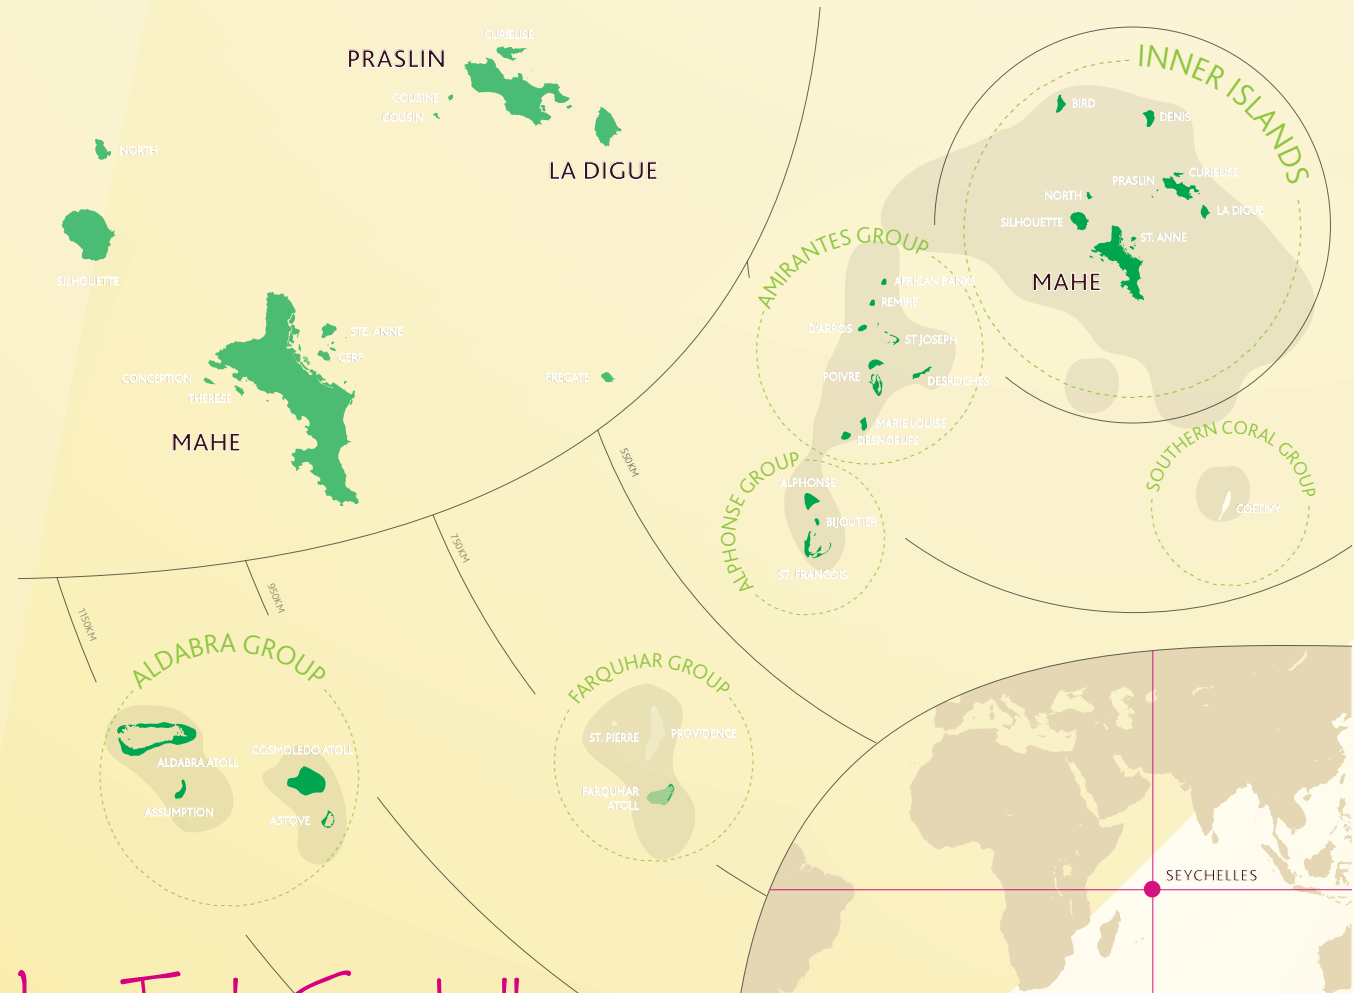 CURIEUSE
PRASLIN
COUSINE
COUSIN
LA DIGUE
NORTH
SILHOUETTE
STE. ANNE
CERF
CONCEPTION
THERESE
MAHE
FREGATE
INNER ISLANDS
BIRD
DENIS
CURIEUSE
PRASLIN
NORTH
LA DIGUE
SILHOUETTE
ST. ANNE
MAHE
AMIRANTES GROUP
AFRICAN BANKS
REMIRE
D'ARROS
ST JOSEPH
POIVRE
DESROCHES
MARIE LOUISE
DESNOEUFS
ALPHONSE GROUP
ALPHONSE
BIJOUTIER
ST. FRANCOIS
SOUTHERN CORAL GROUP
COETIVY
550KM
750KM
950KM
1150KM
ALDABRA GROUP
COSMOLEDO ATOLL
ALDABRA ATOLL
ASSUMPTION
ASTOVE
FARQUHAR GROUP
ST. PIERRE
PROVIDENCE
FARQUHAR
ATOLL
SEYCHELLES